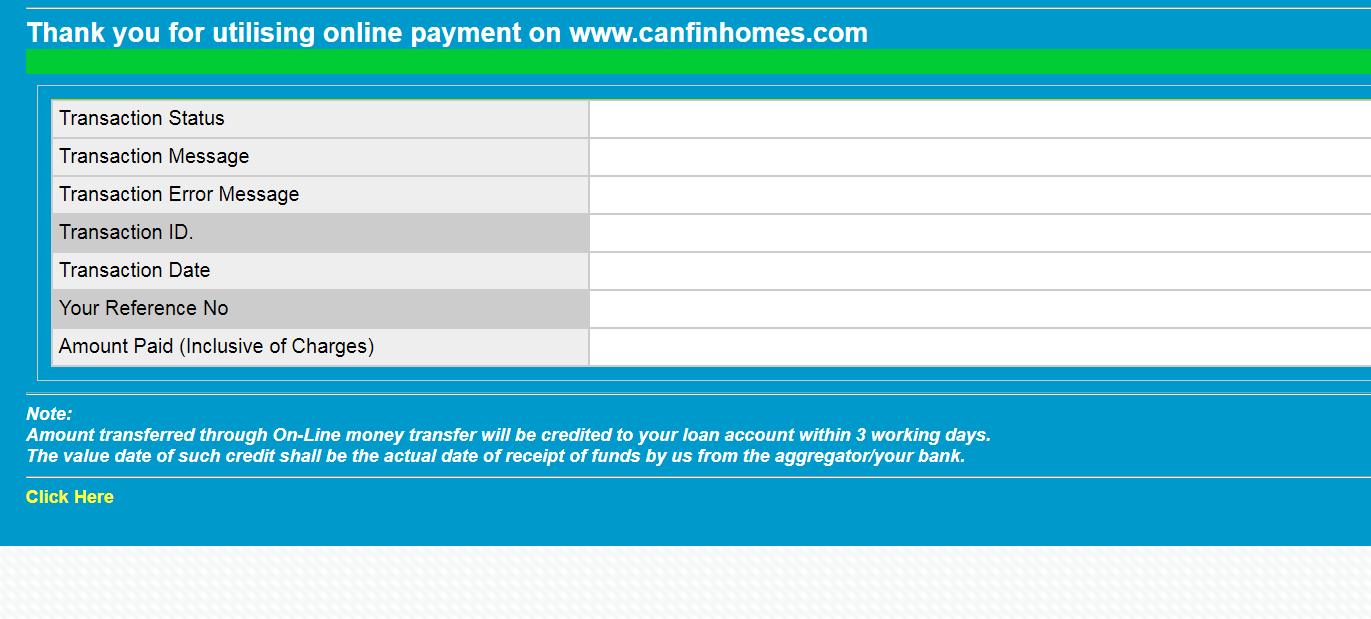 Thank you for utilising online payment on www.canfinhomes.com
Transaction Status
Transaction Message
Transaction Error Message
Transaction ID.
Transaction Date
Your Reference No
Amount Paid (Inclusive of Charges)
Note:
Amount transferred through On-Line money transfer will be credited to your loan account within 3 working days.
The value date of such credit shall be the actual date of receipt of funds by us from the aggregator/your bank.
Click Here